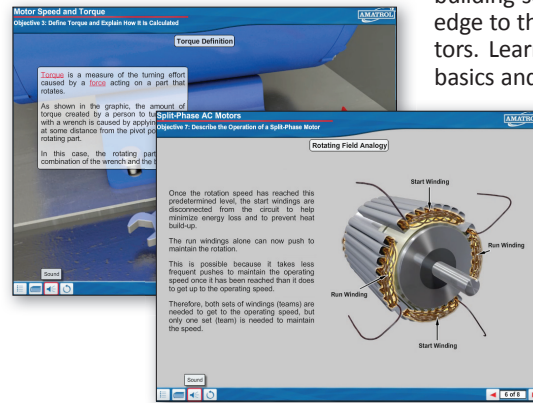 building s
edge to th
tors. Learn
basics and
Motor Speed and Torque
AMATROL
Objective 3: Define Torque and Explain How It Is Calculated
Torque Definition
Torque is a measure of the turning effort
caused by a force acting on a part that
rotates.
As shown in the graphic, the amount of
torque created by a person to tu
with a wrench is caused by applyin
at some distance from the pivot po
rotating part.
In this case, the rotating part
combination of the wrench and the b
Sound
Split-Phase AC Motors
AMATRO
Objective 7: Describe the Operation of a Split-Phase Motor
Rotating Field Analogy
Once the rotation speed has reached this
predetermined level, the start windings are
disconnected from the circuit to help
minimize energy loss and to prevent heat
build-up.
The run windings alone can now push to
maintain the rotation.
This is possible because it takes less
frequent pushes to maintain the operating
speed once it has been reached than it does
to get up to the operating speed.
Therefore, both sets of windings (teams) are
needed to get to the operating speed, but
only one set (team) is needed to maintain
the speed.
Start Winding
Run Winding
Run Winding
Start Winding
Sound
6 of 8